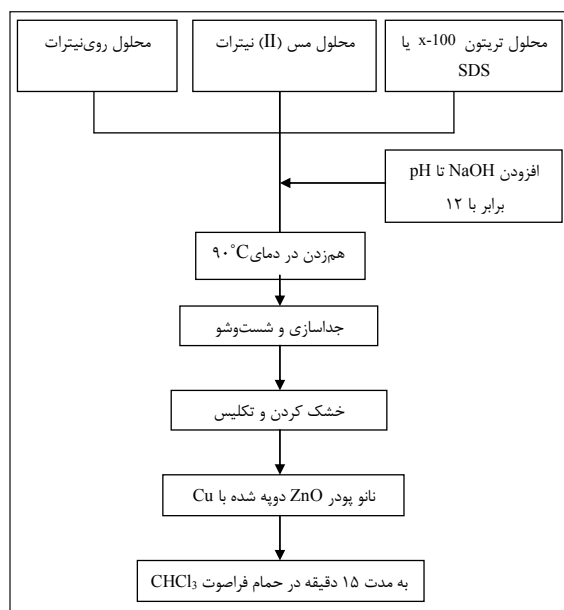 محلول روی‌نیترات
محلول مس (II) نیترات
محلول تریتون x-100 یا
SDS
افزودن NaOH تا pH
برابر با ۱۲
هم‌زدن در دمای ۹۰˚C
جداسازی و شست‌وشو
خشک کردن و تکلیس
نانو پودر ZnO دوپه شده با Cu
به مدت ۱۵ دقیقه در حمام فراصوت CHCl₃